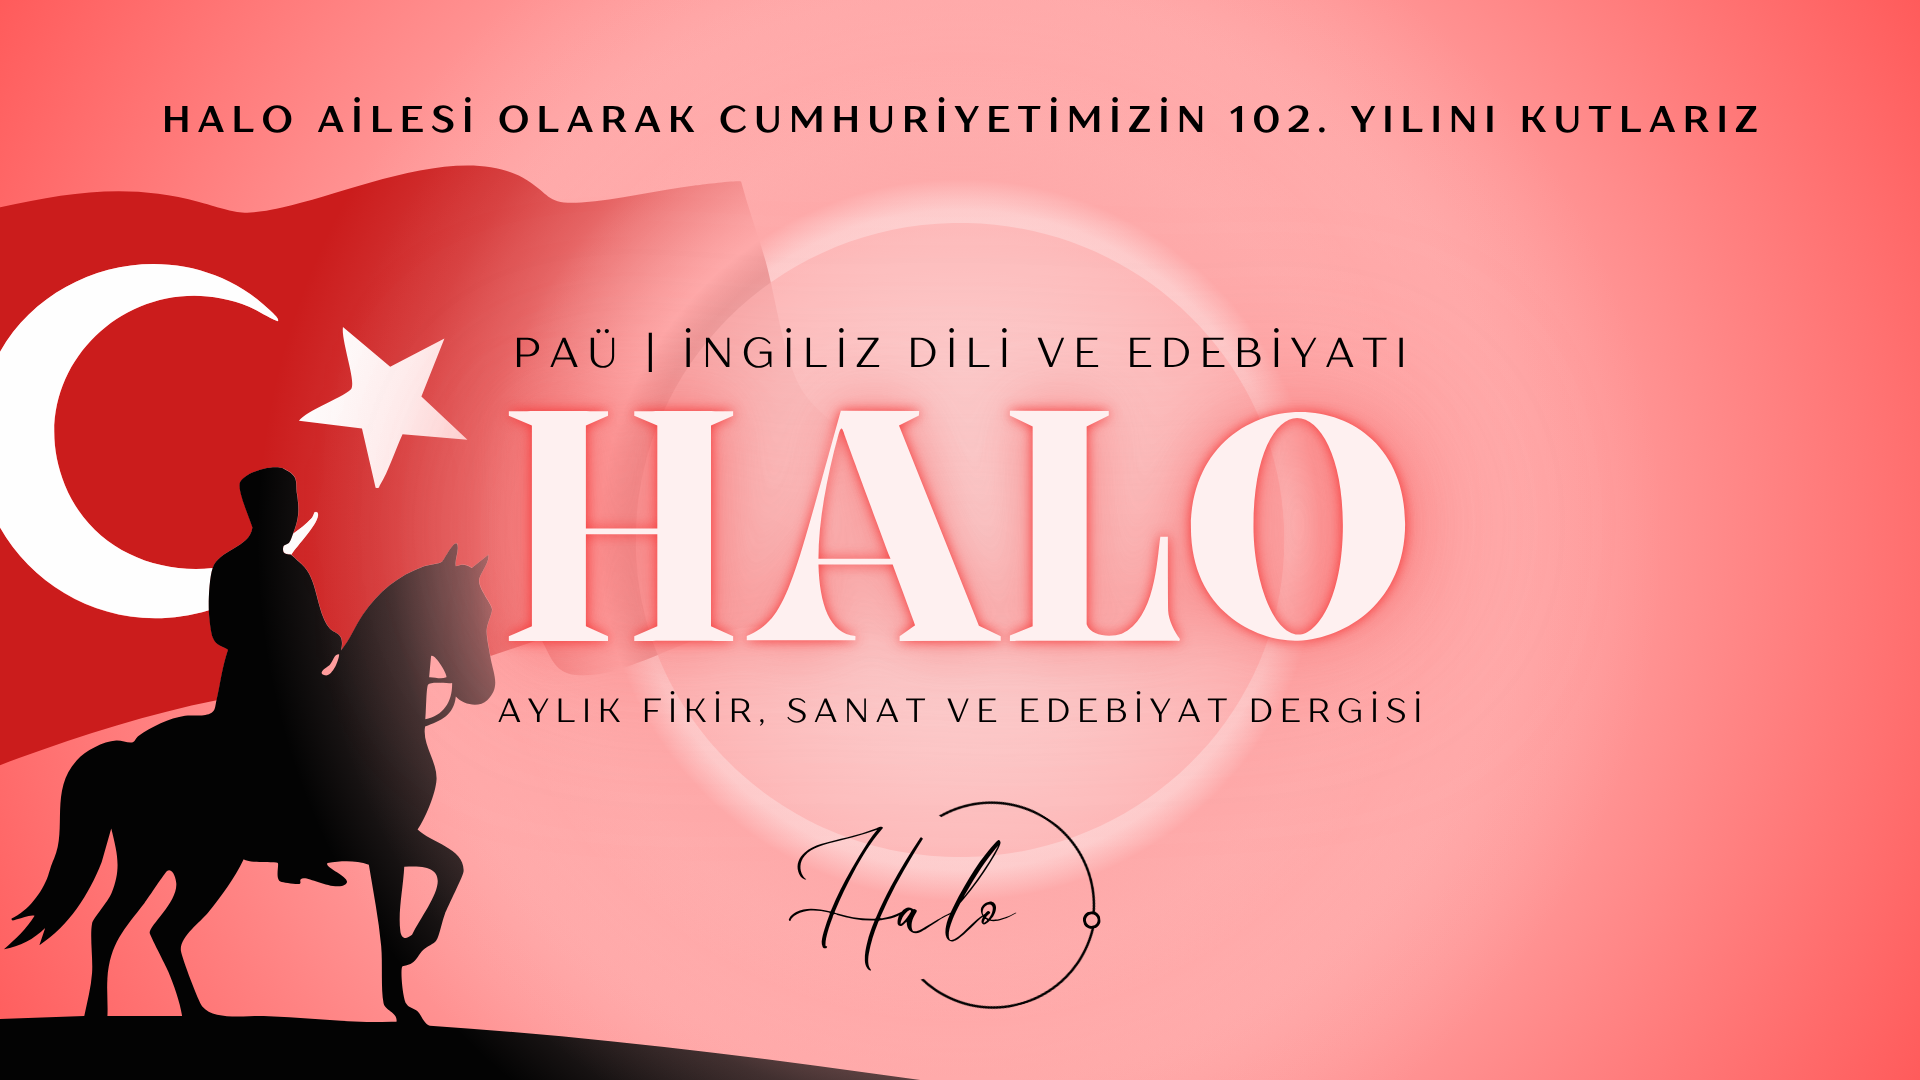 HALO AİLESİ OLARAK CUMHURİYETİMİZİN 102. YILINI KUTLARIZ
PAÜ | İNGİLİZ DİLİ VE EDEBİYATI
HALO
AYLIK FİKİR, SANAT VE EDEBİYAT DERGİSİ
Halo